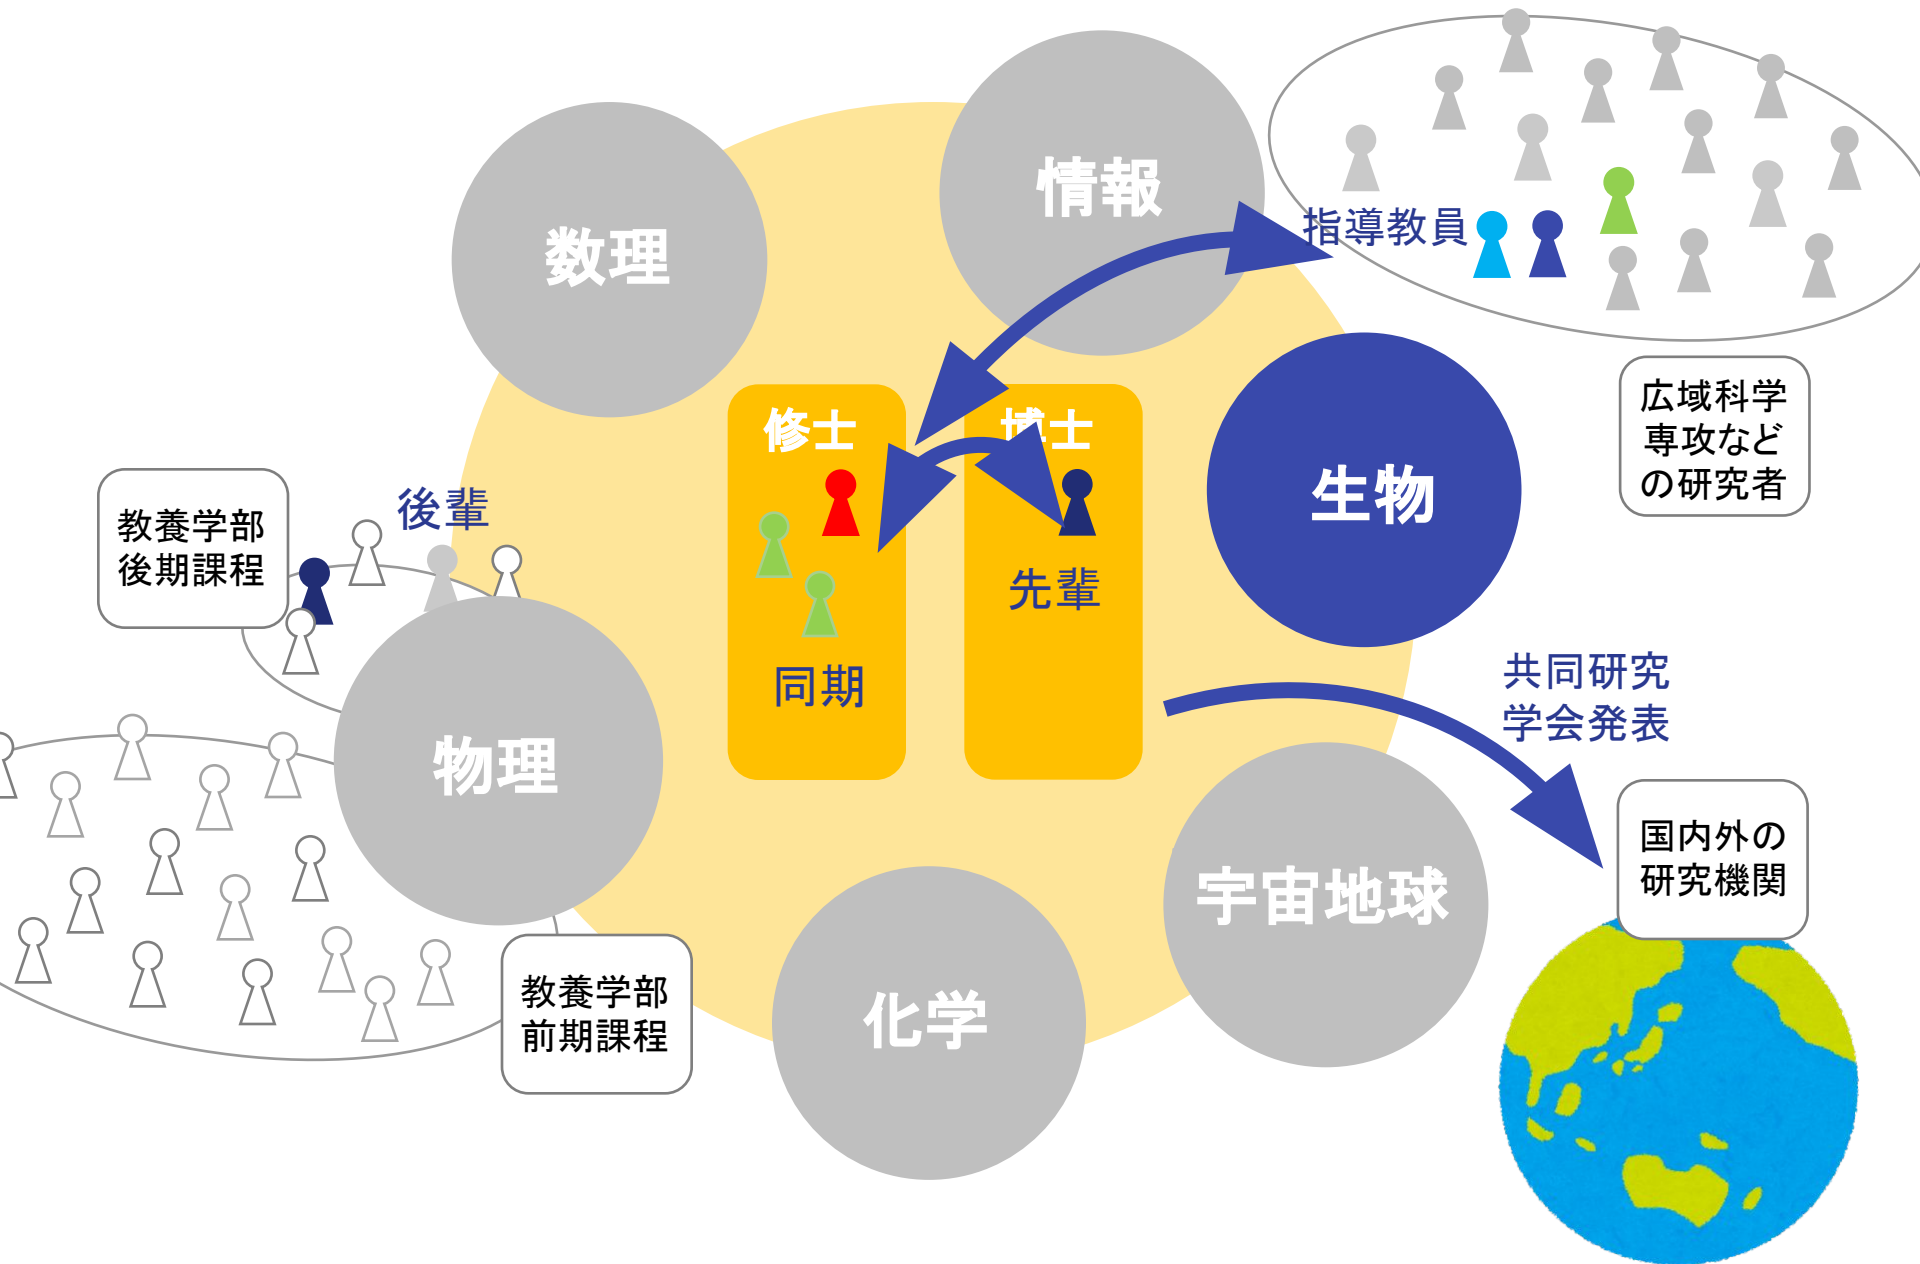 情報
数理
指導教員
広域科学
専攻など
の研究者
修士
博士
生物
後輩
教養学部
後期課程
先輩
同期
共同研究
学会発表
物理
国内外の
研究機関
宇宙地球
教養学部
前期課程
化学